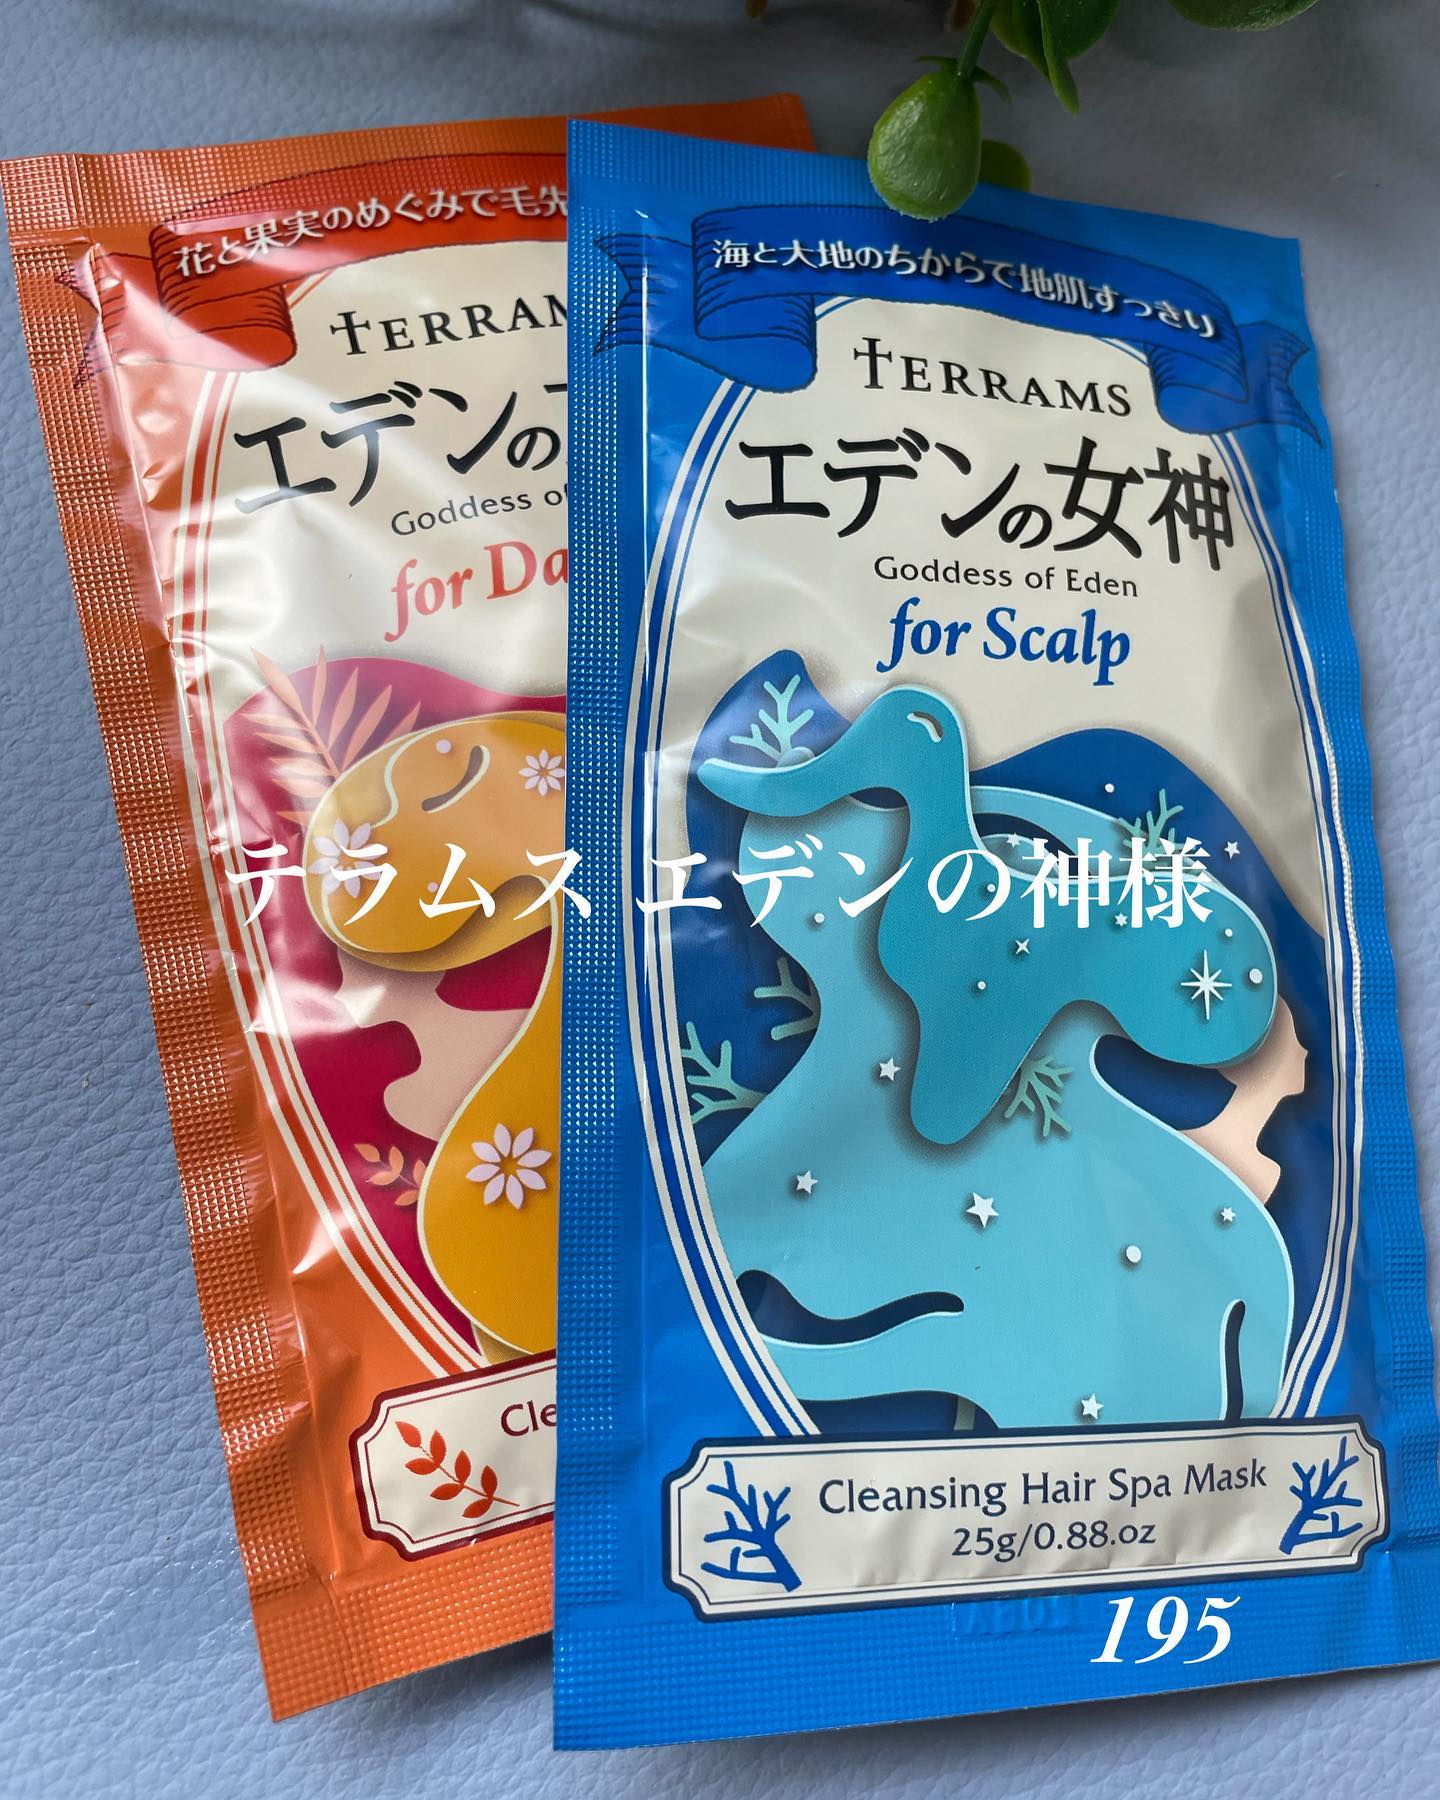 花と果実のめぐみで毛先
TERRAM
エデンの
Goddess of
for Da
Cle
海と大地のちからで地肌すっきり
TERRAMS
エデンの女神
Goddess of Eden
for Scalp
テラムス エデンの神様
Cleansing Hair Spa Mask
25g/0.88.oz
195